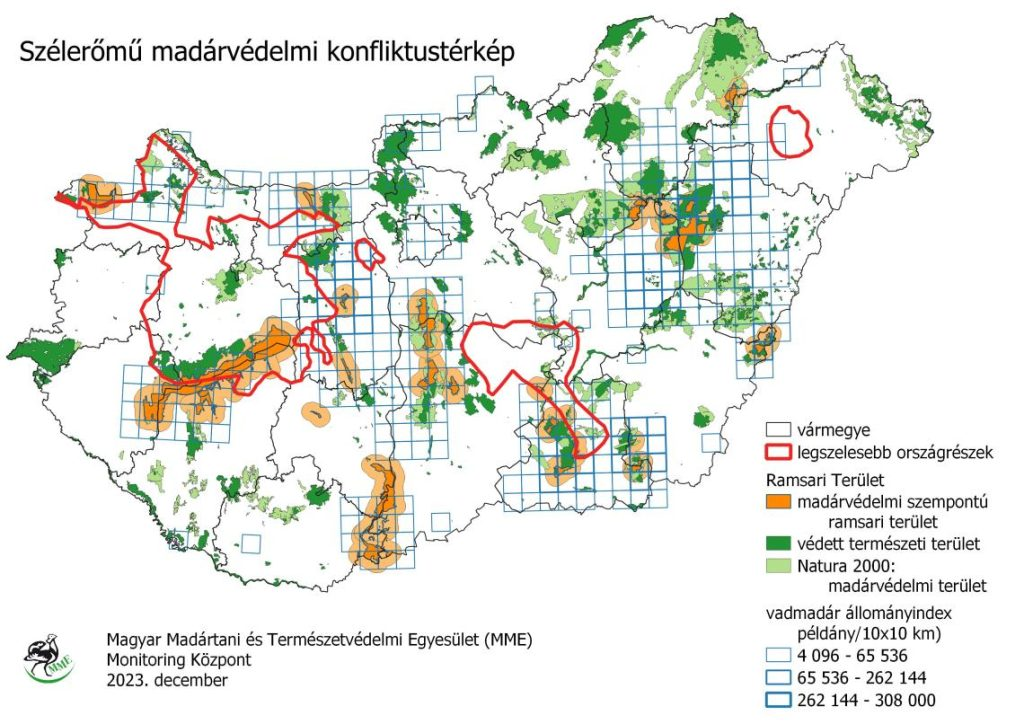 Szélerőmű madárvédelmi konfliktustérkép
vármegye
legszelesebb országrészek
Ramsari Terület
madárvédelmi szempontú
ramsari terület
védett természeti terület
Natura 2000:
madárvédelmi terület
vadmadár állományindex
példány/10x10 km)
4 096 - 65 536
65 536 - 262 144
262 144 - 308 000
MME
Magyar Madártani és Természetvédelmi Egyesület (MME)
Monitoring Központ
2023. december